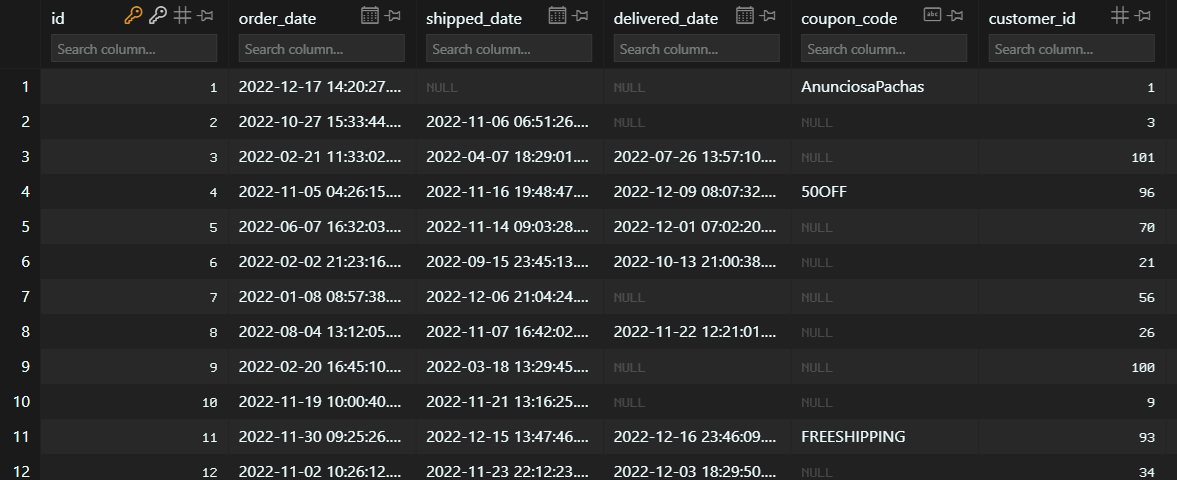 id order_date shipped_date delivered_date abc coupon_code customer_id
Search column... Search column... Search column... Search column... Search column... Search column...
1 1 2022-12-17 14:20:27.... NULL NULL AnunciosaPachas 1
2 2 2022-10-27 15:33:44.... 2022-11-06 06:51:26.... NULL NULL 3
3 3 2022-02-21 11:33:02.... 2022-04-07 18:29:01.... 2022-07-26 13:57:10.... NULL 101
4 4 2022-11-05 04:26:15.... 2022-11-16 19:48:47.... 2022-12-09 08:07:32.... 50OFF 96
5 5 2022-06-07 16:32:03.... 2022-11-14 09:03:28.... 2022-12-01 07:02:20.... NULL 70
6 6 2022-02-02 21:23:16.... 2022-09-15 23:45:13.... 2022-10-13 21:00:38.... NULL 21
7 7 2022-01-08 08:57:38.... 2022-12-06 21:04:24.... NULL NULL 56
8 8 2022-08-04 13:12:05.... 2022-11-07 16:42:02.... 2022-11-22 12:21:01.... NULL 26
9 9 2022-02-20 16:45:10.... 2022-03-18 13:29:45.... NULL NULL 100
10 10 2022-11-19 10:00:40.... 2022-11-21 13:16:25.... NULL NULL 9
11 11 2022-11-30 09:25:26.... 2022-12-15 13:47:46.... 2022-12-16 23:46:09.... FREESHIPPING 93
12 12 2022-11-02 10:26:12.... 2022-11-23 22:12:23.... 2022-12-03 18:29:50.... NULL 34